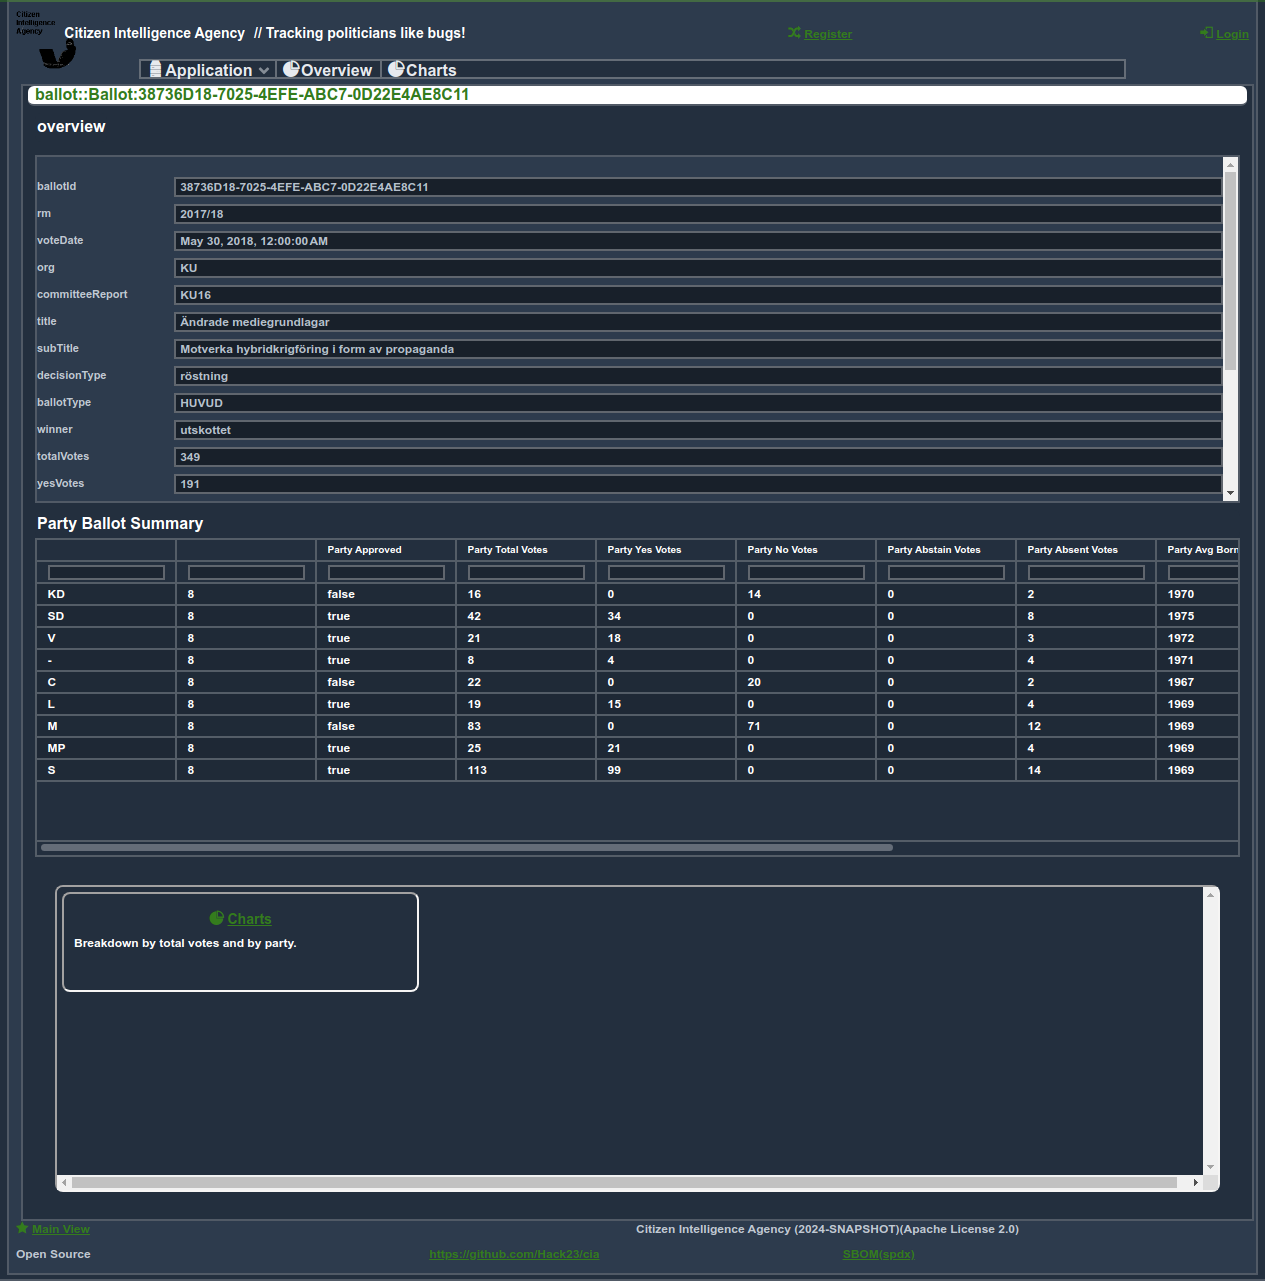 Citizen
Intelligence
Agency
Citizen Intelligence Agency // Tracking politicians like bugs!
Register
Login
Application
Overview
Charts
ballot::Ballot:38736D18-7025-4EFE-ABC7-0D22E4AE8C11
overview
ballotId 38736D18-7025-4EFE-ABC7-0D22E4AE8C11
rm 2017/18
voteDate May 30, 2018, 12:00:00 AM
org KU
committeeReport KU16
title Ändrade mediegrundlagar
subTitle Motverka hybridkrigföring i form av propaganda
decisionType röstning
ballotType HUVUD
winner utskottet
totalVotes 349
yesVotes 191
Party Ballot Summary
Party Approved Party Total Votes Party Yes Votes Party No Votes Party Abstain Votes Party Absent Votes Party Avg Born
KD 8 false 16 0 14 0 2 1970
SD 8 true 42 34 0 0 8 1975
V 8 true 21 18 0 0 3 1972
- 8 true 8 4 0 0 4 1971
C 8 false 22 0 20 0 2 1967
L 8 true 19 15 0 0 4 1969
M 8 false 83 0 71 0 12 1969
MP 8 true 25 21 0 0 4 1969
S 8 true 113 99 0 0 14 1969
Charts
Breakdown by total votes and by party.
Main View
Citizen Intelligence Agency (2024-SNAPSHOT)(Apache License 2.0)
Open Source
https://github.com/Hack23/cia
SBOM(spdx)